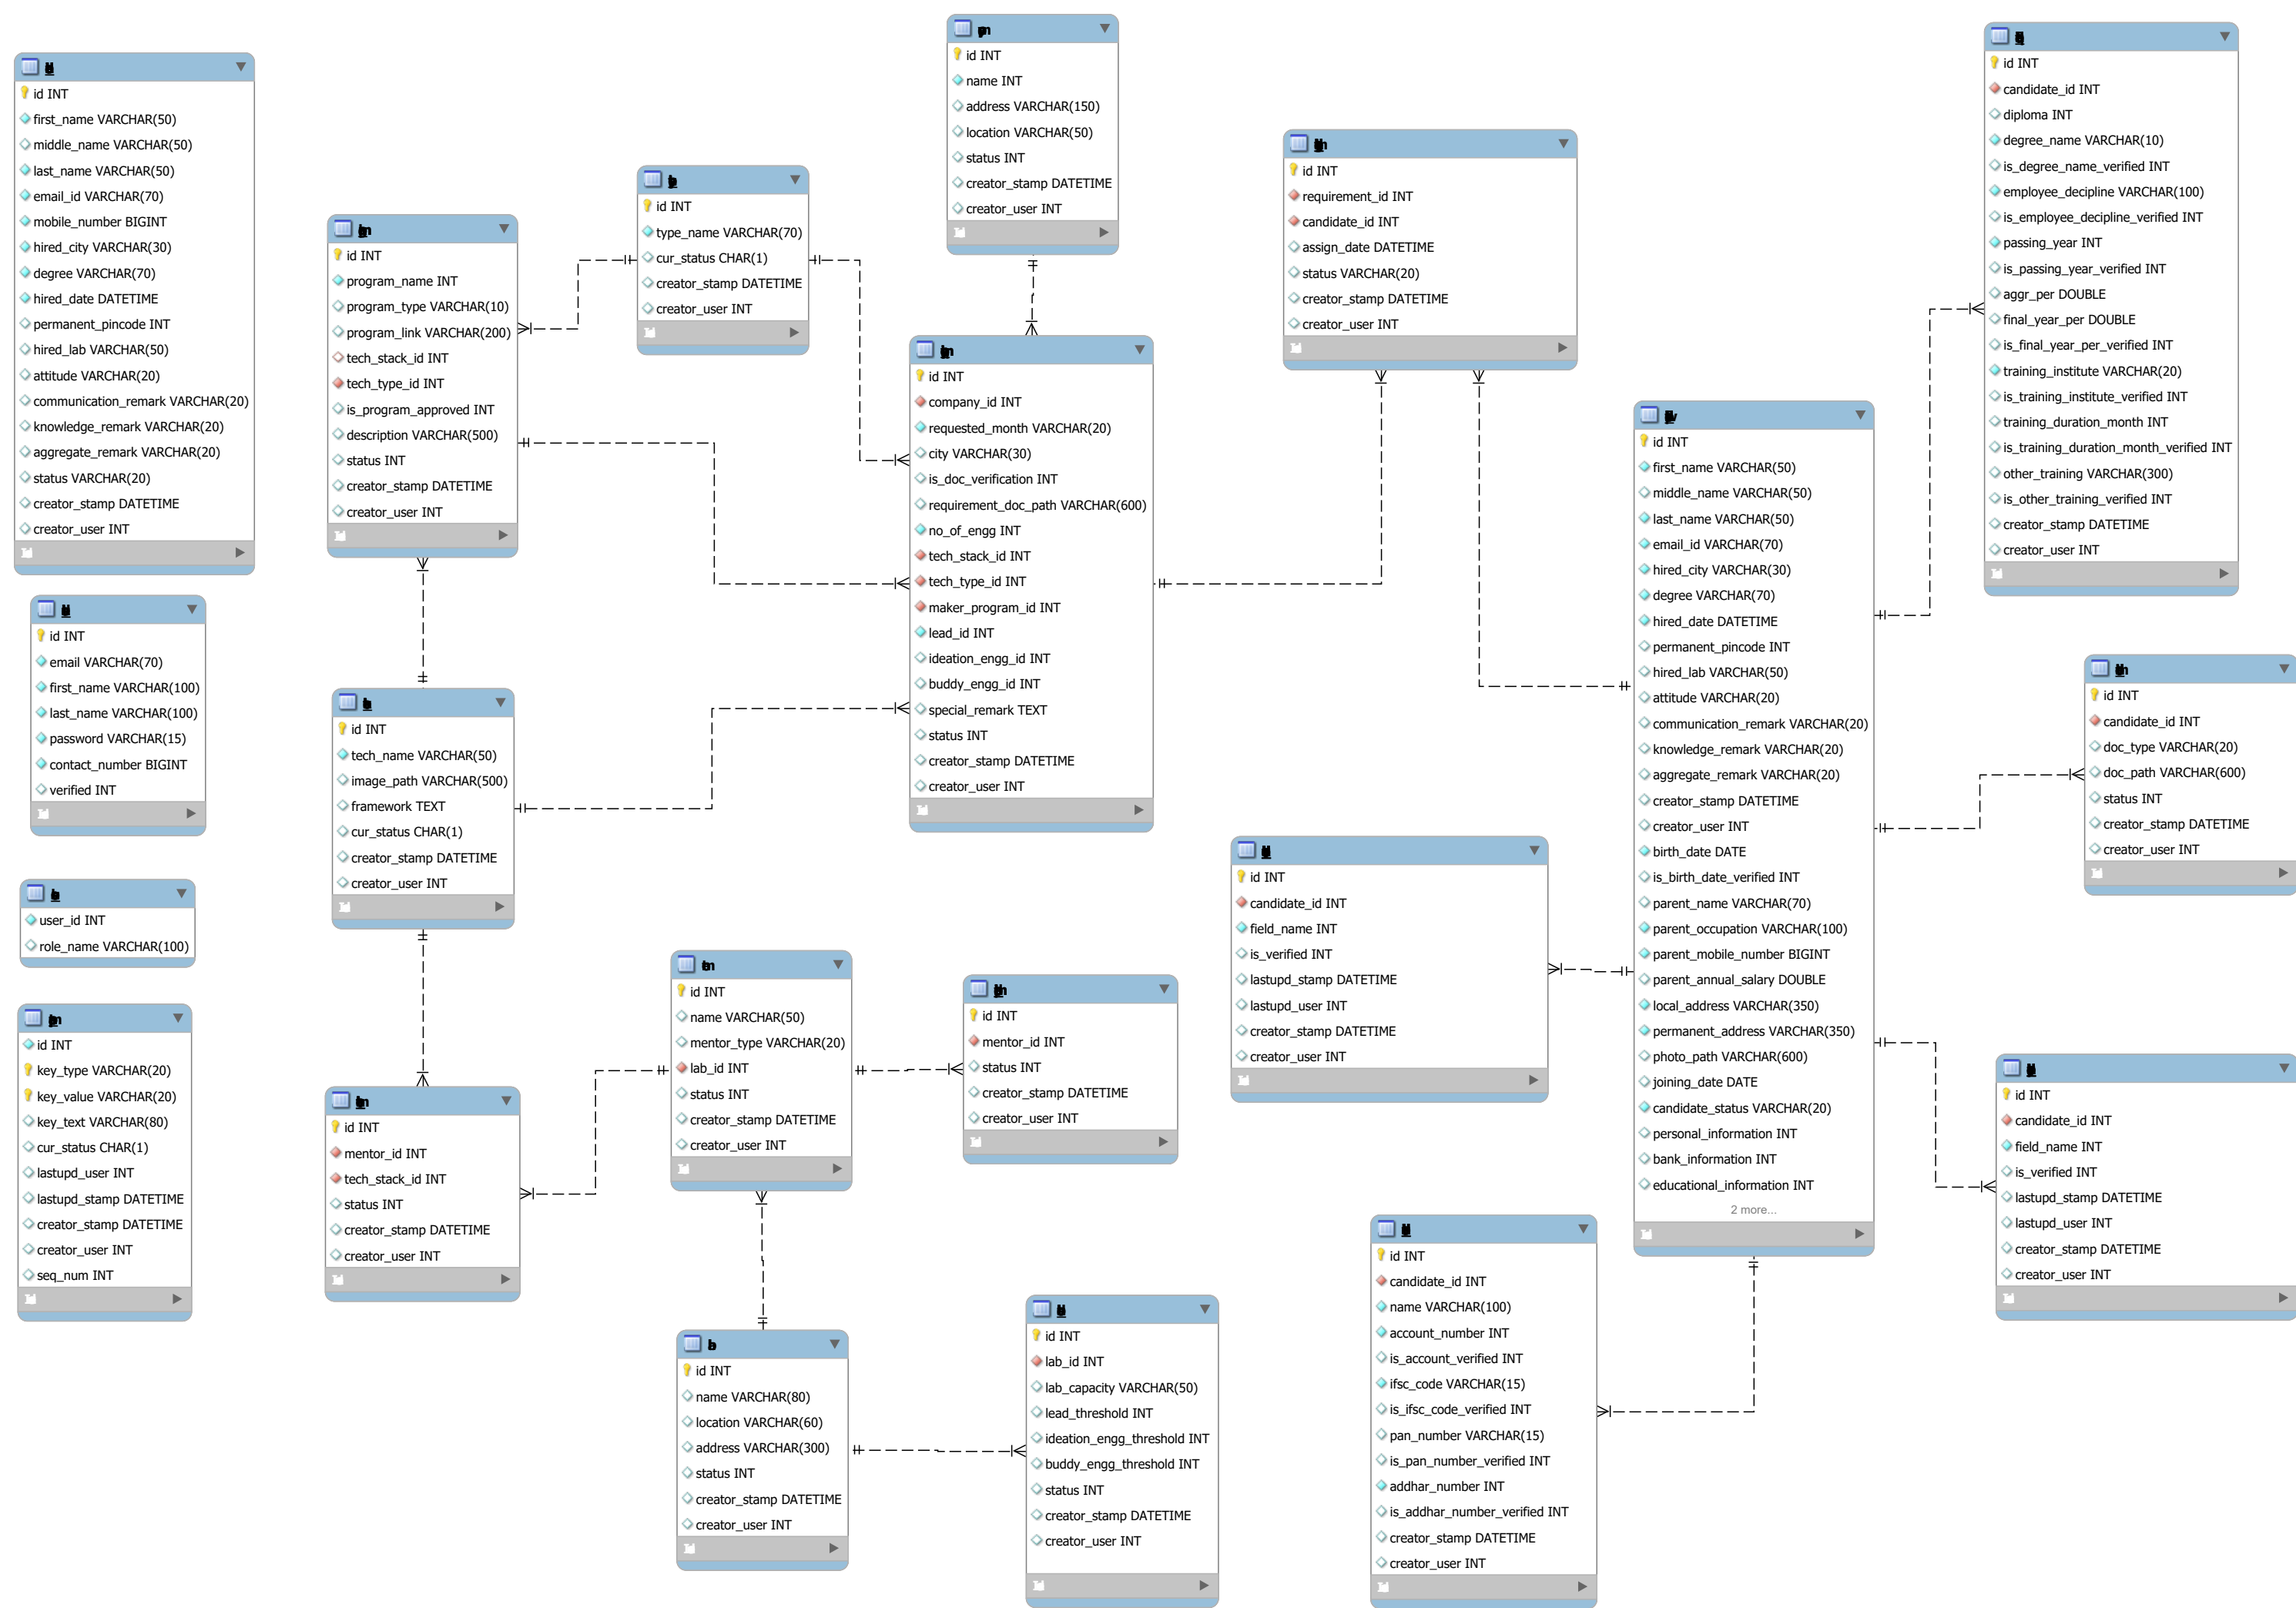 id INT
first_name VARCHAR(50)
middle_name VARCHAR(50)
last_name VARCHAR(50)
email_id VARCHAR(70)
mobile_number BIGINT
hired_city VARCHAR(30)
degree VARCHAR(70)
hired_date DATETIME
permanent_pincode INT
hired_lab VARCHAR(50)
attitude VARCHAR(20)
communication_remark VARCHAR(20)
knowledge_remark VARCHAR(20)
aggregate_remark VARCHAR(20)
status VARCHAR(20)
creator_stamp DATETIME
creator_user INT
id INT
email VARCHAR(70)
first_name VARCHAR(100)
last_name VARCHAR(100)
password VARCHAR(15)
contact_number BIGINT
verified INT
user_id INT
role_name VARCHAR(100)
id INT
key_type VARCHAR(20)
key_value VARCHAR(20)
key_text VARCHAR(80)
cur_status CHAR(1)
lastupd_user INT
lastupd_stamp DATETIME
creator_stamp DATETIME
creator_user INT
seq_num INT
id INT
program_name INT
program_type VARCHAR(10)
program_link VARCHAR(200)
tech_stack_id INT
tech_type_id INT
is_program_approved INT
description VARCHAR(500)
status INT
creator_stamp DATETIME
creator_user INT
id INT
tech_name VARCHAR(50)
image_path VARCHAR(500)
framework TEXT
cur_status CHAR(1)
creator_stamp DATETIME
creator_user INT
id INT
mentor_id INT
tech_stack_id INT
status INT
creator_stamp DATETIME
creator_user INT
id INT
type_name VARCHAR(70)
cur_status CHAR(1)
creator_stamp DATETIME
creator_user INT
id INT
name VARCHAR(50)
mentor_type VARCHAR(20)
lab_id INT
status INT
creator_stamp DATETIME
creator_user INT
id INT
name VARCHAR(80)
location VARCHAR(60)
address VARCHAR(300)
status INT
creator_stamp DATETIME
creator_user INT
id INT
name INT
address VARCHAR(150)
location VARCHAR(50)
status INT
creator_stamp DATETIME
creator_user INT
id INT
company_id INT
requested_month VARCHAR(20)
city VARCHAR(30)
is_doc_verification INT
requirement_doc_path VARCHAR(600)
no_of_engg INT
tech_stack_id INT
tech_type_id INT
maker_program_id INT
lead_id INT
ideation_engg_id INT
buddy_engg_id INT
special_remark TEXT
status INT
creator_stamp DATETIME
creator_user INT
id INT
mentor_id INT
status INT
creator_stamp DATETIME
creator_user INT
id INT
lab_id INT
lab_capacity VARCHAR(50)
lead_threshold INT
ideation_engg_threshold INT
buddy_engg_threshold INT
status INT
creator_stamp DATETIME
creator_user INT
id INT
requirement_id INT
candidate_id INT
assign_date DATETIME
status VARCHAR(20)
creator_stamp DATETIME
creator_user INT
id INT
candidate_id INT
field_name INT
is_verified INT
lastupd_stamp DATETIME
lastupd_user INT
creator_stamp DATETIME
creator_user INT
id INT
candidate_id INT
name VARCHAR(100)
account_number INT
is_account_verified INT
ifsc_code VARCHAR(15)
is_ifsc_code_verified INT
pan_number VARCHAR(15)
is_pan_number_verified INT
addhar_number INT
is_addhar_number_verified INT
creator_stamp DATETIME
creator_user INT
id INT
first_name VARCHAR(50)
middle_name VARCHAR(50)
last_name VARCHAR(50)
email_id VARCHAR(70)
hired_city VARCHAR(30)
degree VARCHAR(70)
hired_date DATETIME
permanent_pincode INT
hired_lab VARCHAR(50)
attitude VARCHAR(20)
communication_remark VARCHAR(20)
knowledge_remark VARCHAR(20)
aggregate_remark VARCHAR(20)
creator_stamp DATETIME
creator_user INT
birth_date DATE
is_birth_date_verified INT
parent_name VARCHAR(70)
parent_occupation VARCHAR(100)
parent_mobile_number BIGINT
parent_annual_salary DOUBLE
local_address VARCHAR(350)
permanent_address VARCHAR(350)
photo_path VARCHAR(600)
joining_date DATE
candidate_status VARCHAR(20)
personal_information INT
bank_information INT
educational_information INT
2 more...
id INT
candidate_id INT
diploma INT
degree_name VARCHAR(10)
is_degree_name_verified INT
employee_decipline VARCHAR(100)
is_employee_decipline_verified INT
passing_year INT
is_passing_year_verified INT
aggr_per DOUBLE
final_year_per DOUBLE
is_final_year_per_verified INT
training_institute VARCHAR(20)
is_training_institute_verified INT
training_duration_month INT
is_training_duration_month_verified INT
other_training VARCHAR(300)
is_other_training_verified INT
creator_stamp DATETIME
creator_user INT
id INT
candidate_id INT
doc_type VARCHAR(20)
doc_path VARCHAR(600)
status INT
creator_stamp DATETIME
creator_user INT
id INT
candidate_id INT
field_name INT
is_verified INT
lastupd_stamp DATETIME
lastupd_user INT
creator_stamp DATETIME
creator_user INT